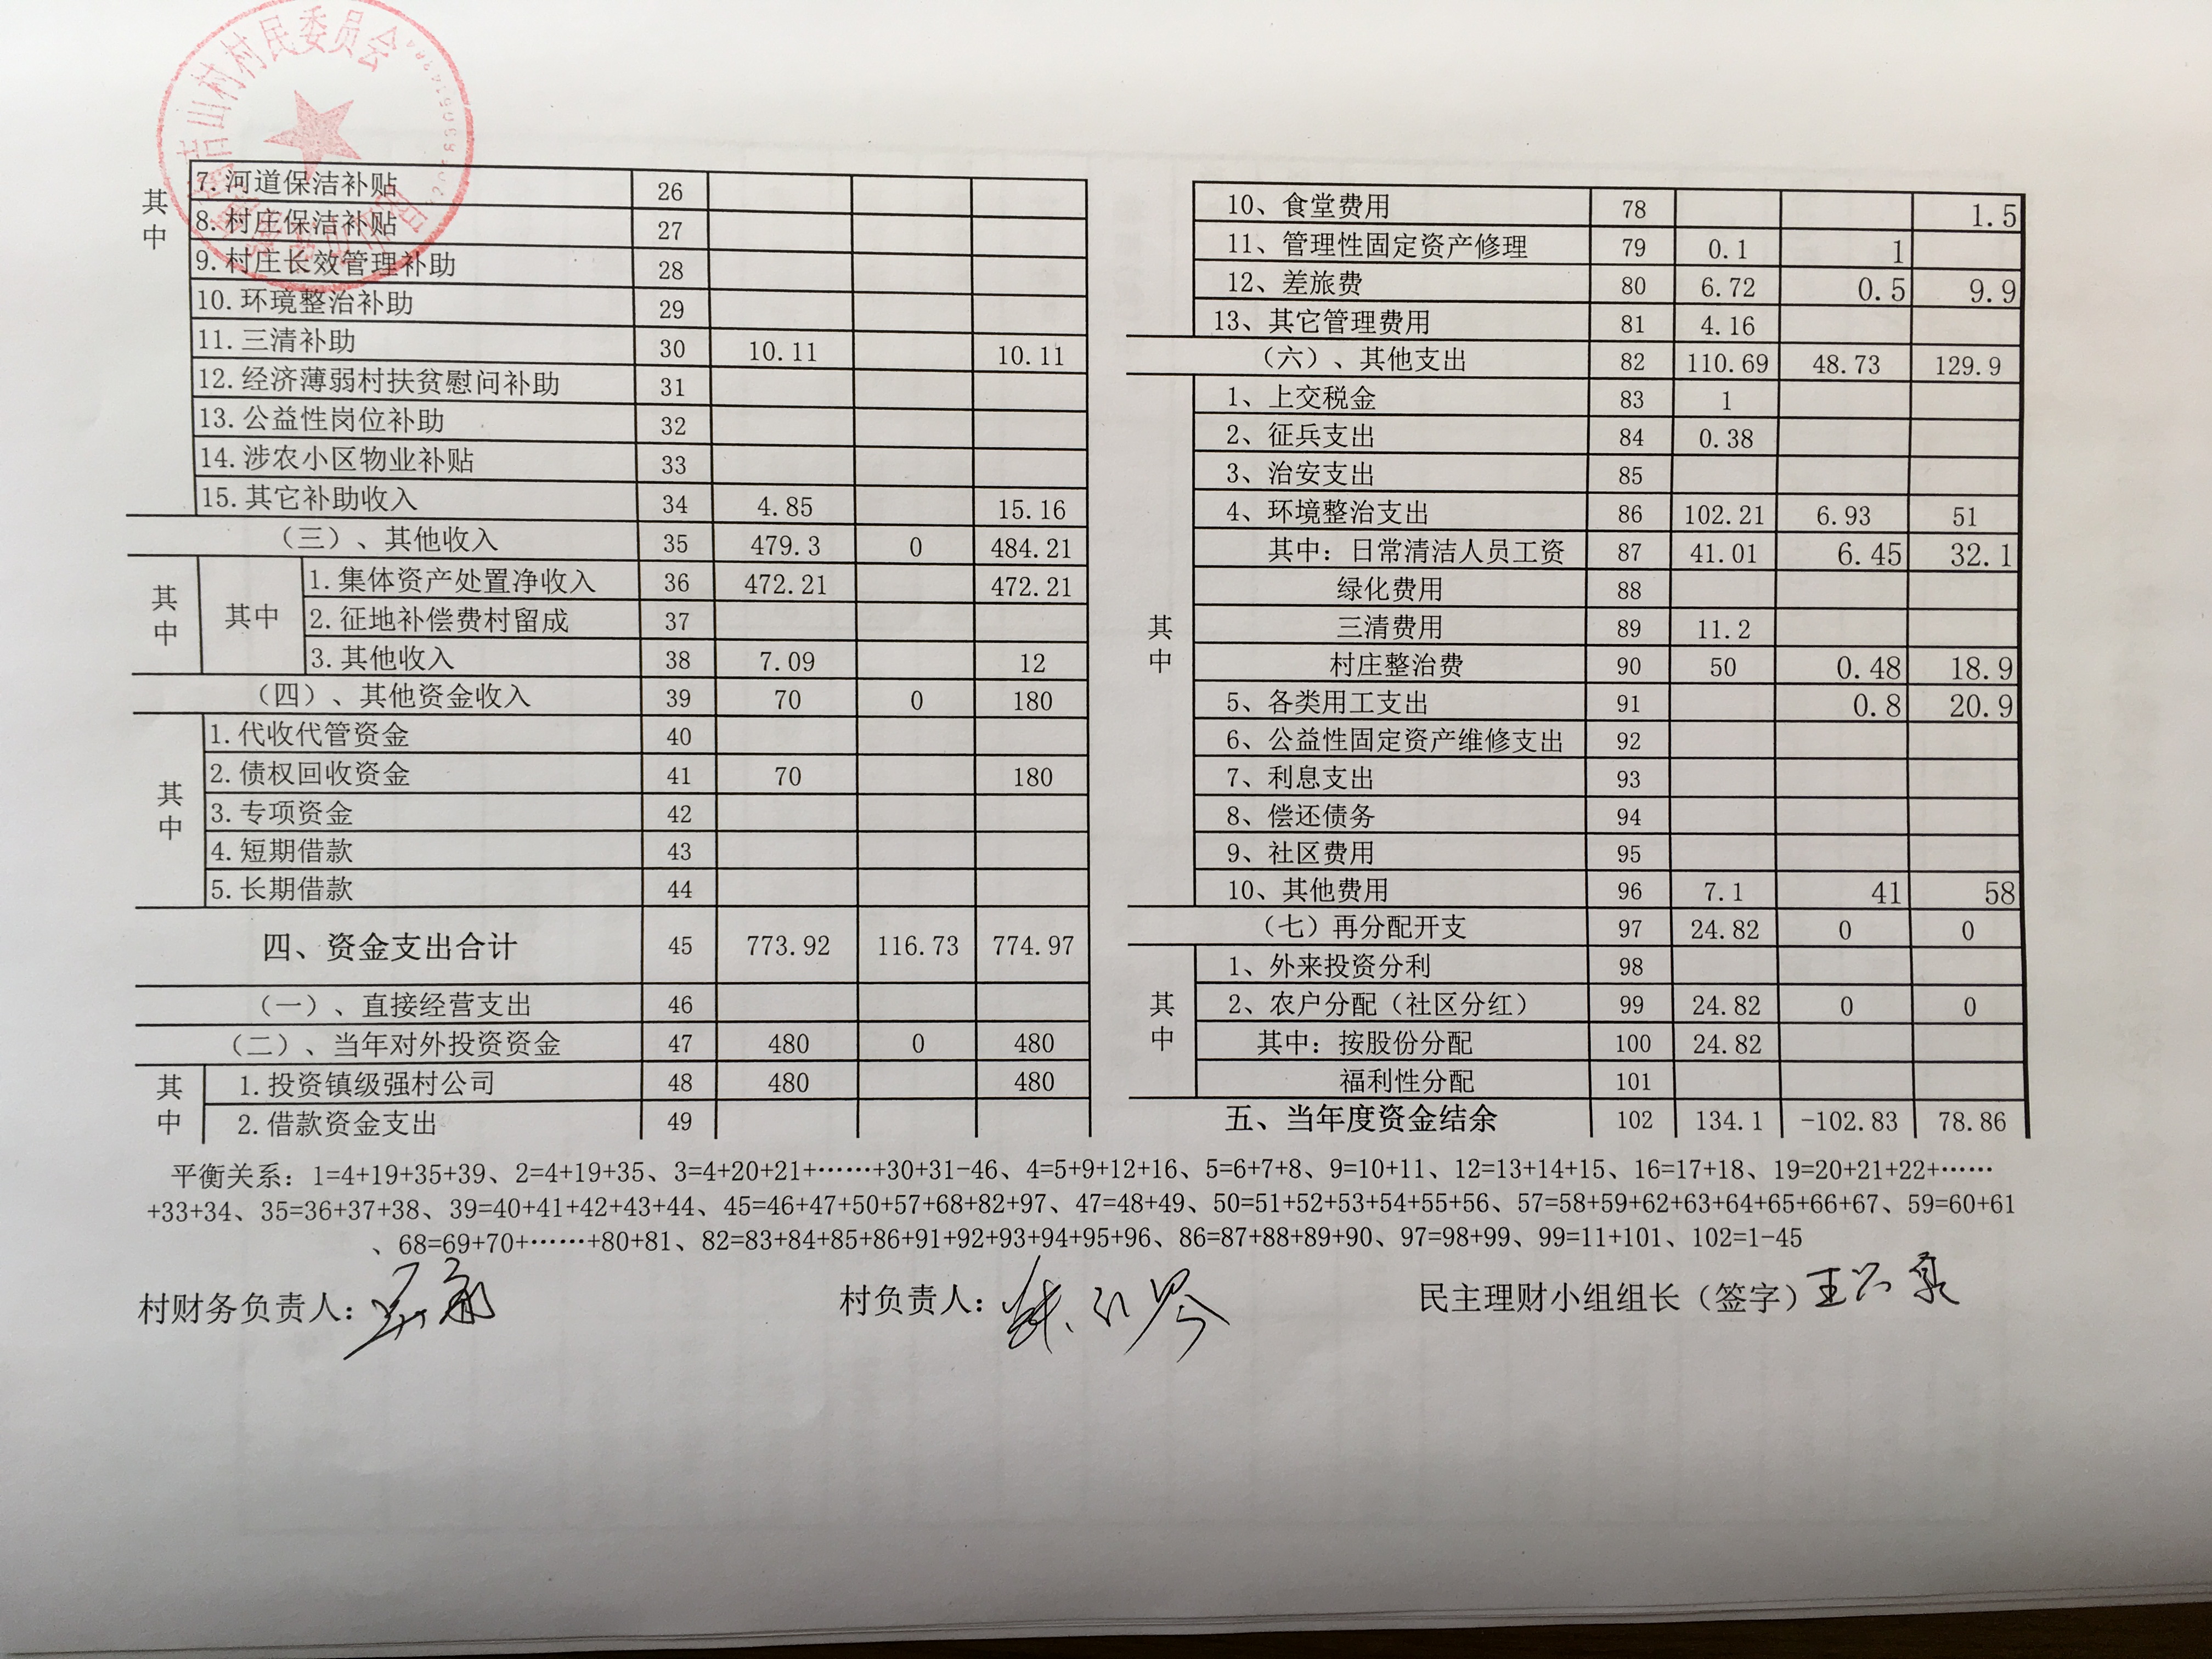 村村民委员会
其中
7.河道保洁补贴 26
8.村庄保洁补贴 27
9.村庄长效管理补助 28
10.环境整治补助 29
11.三清补助 30 10.11 10.11
12.经济薄弱村扶贫慰问补助 31
13.公益性岗位补助 32
14.涉农小区物业补贴 33
15.其它补助收入 34 4.85 15.16
（三）、其他收入 35 479.3 0 484.21
其中 其中
1.集体资产处置净收入 36 472.21 472.21
2.征地补偿费村留成 37
3.其他收入 38 7.09 12
（四）、其他资金收入 39 70 0 180
其中
1.代收代管资金 40
2.债权回收资金 41 70 180
3.专项资金 42
4.短期借款 43
5.长期借款 44
四、资金支出合计 45 773.92 116.73 774.97
（一）、直接经营支出 46
（二）、当年对外投资资金 47 480 0 480
其中
1.投资镇级强村公司 48 480 480
2.借款资金支出 49
10、食堂费用 78 1.5
11、管理性固定资产修理 79 0.1 1
12、差旅费 80 6.72 0.5 9.9
13、其它管理费用 81 4.16
（六）、其他支出 82 110.69 48.73 129.9
其中
1、上交税金 83 1
2、征兵支出 84 0.38
3、治安支出 85
4、环境整治支出 86 102.21 6.93 51
其中：日常清洁人员工资 87 41.01 6.45 32.1
绿化费用 88
三清费用 89 11.2
村庄整治费 90 50 0.48 18.9
5、各类用工支出 91 0.8 20.9
6、公益性固定资产维修支出 92
7、利息支出 93
8、偿还债务 94
9、社区费用 95
10、其他费用 96 7.1 41 58
（七）再分配开支 97 24.82 0 0
其中
1、外来投资分利 98
2、农户分配（社区分红） 99 24.82 0 0
其中：按股份分配 100 24.82
福利性分配 101
五、当年度资金结余 102 134.1 -102.83 78.86
平衡关系：1=4+19+35+39、2=4+19+35、3=4+20+21+……+30+31-46、4=5+9+12+16、5=6+7+8、9=10+11、12=13+14+15、16=17+18、19=20+21+22+……
+33+34、35=36+37+38、39=40+41+42+43+44、45=46+47+50+57+68+82+97、47=48+49、50=51+52+53+54+55+56、57=58+59+62+63+64+65+66+67、59=60+61
、68=69+70+……+80+81、82=83+84+85+86+91+92+93+94+95+96、86=87+88+89+90、97=98+99、99=11+101、102=1-45
村财务负责人：
村负责人：
民主理财小组组长（签字）